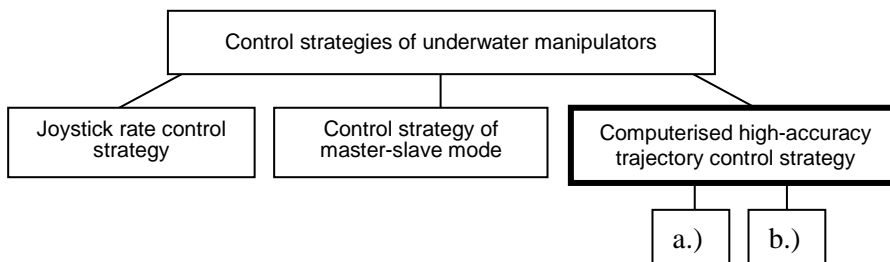 Control strategies of underwater manipulators
Joystick rate control
strategy
Control strategy of
master-slave mode
Computerised high-accuracy
trajectory control strategy
a.)
b.)